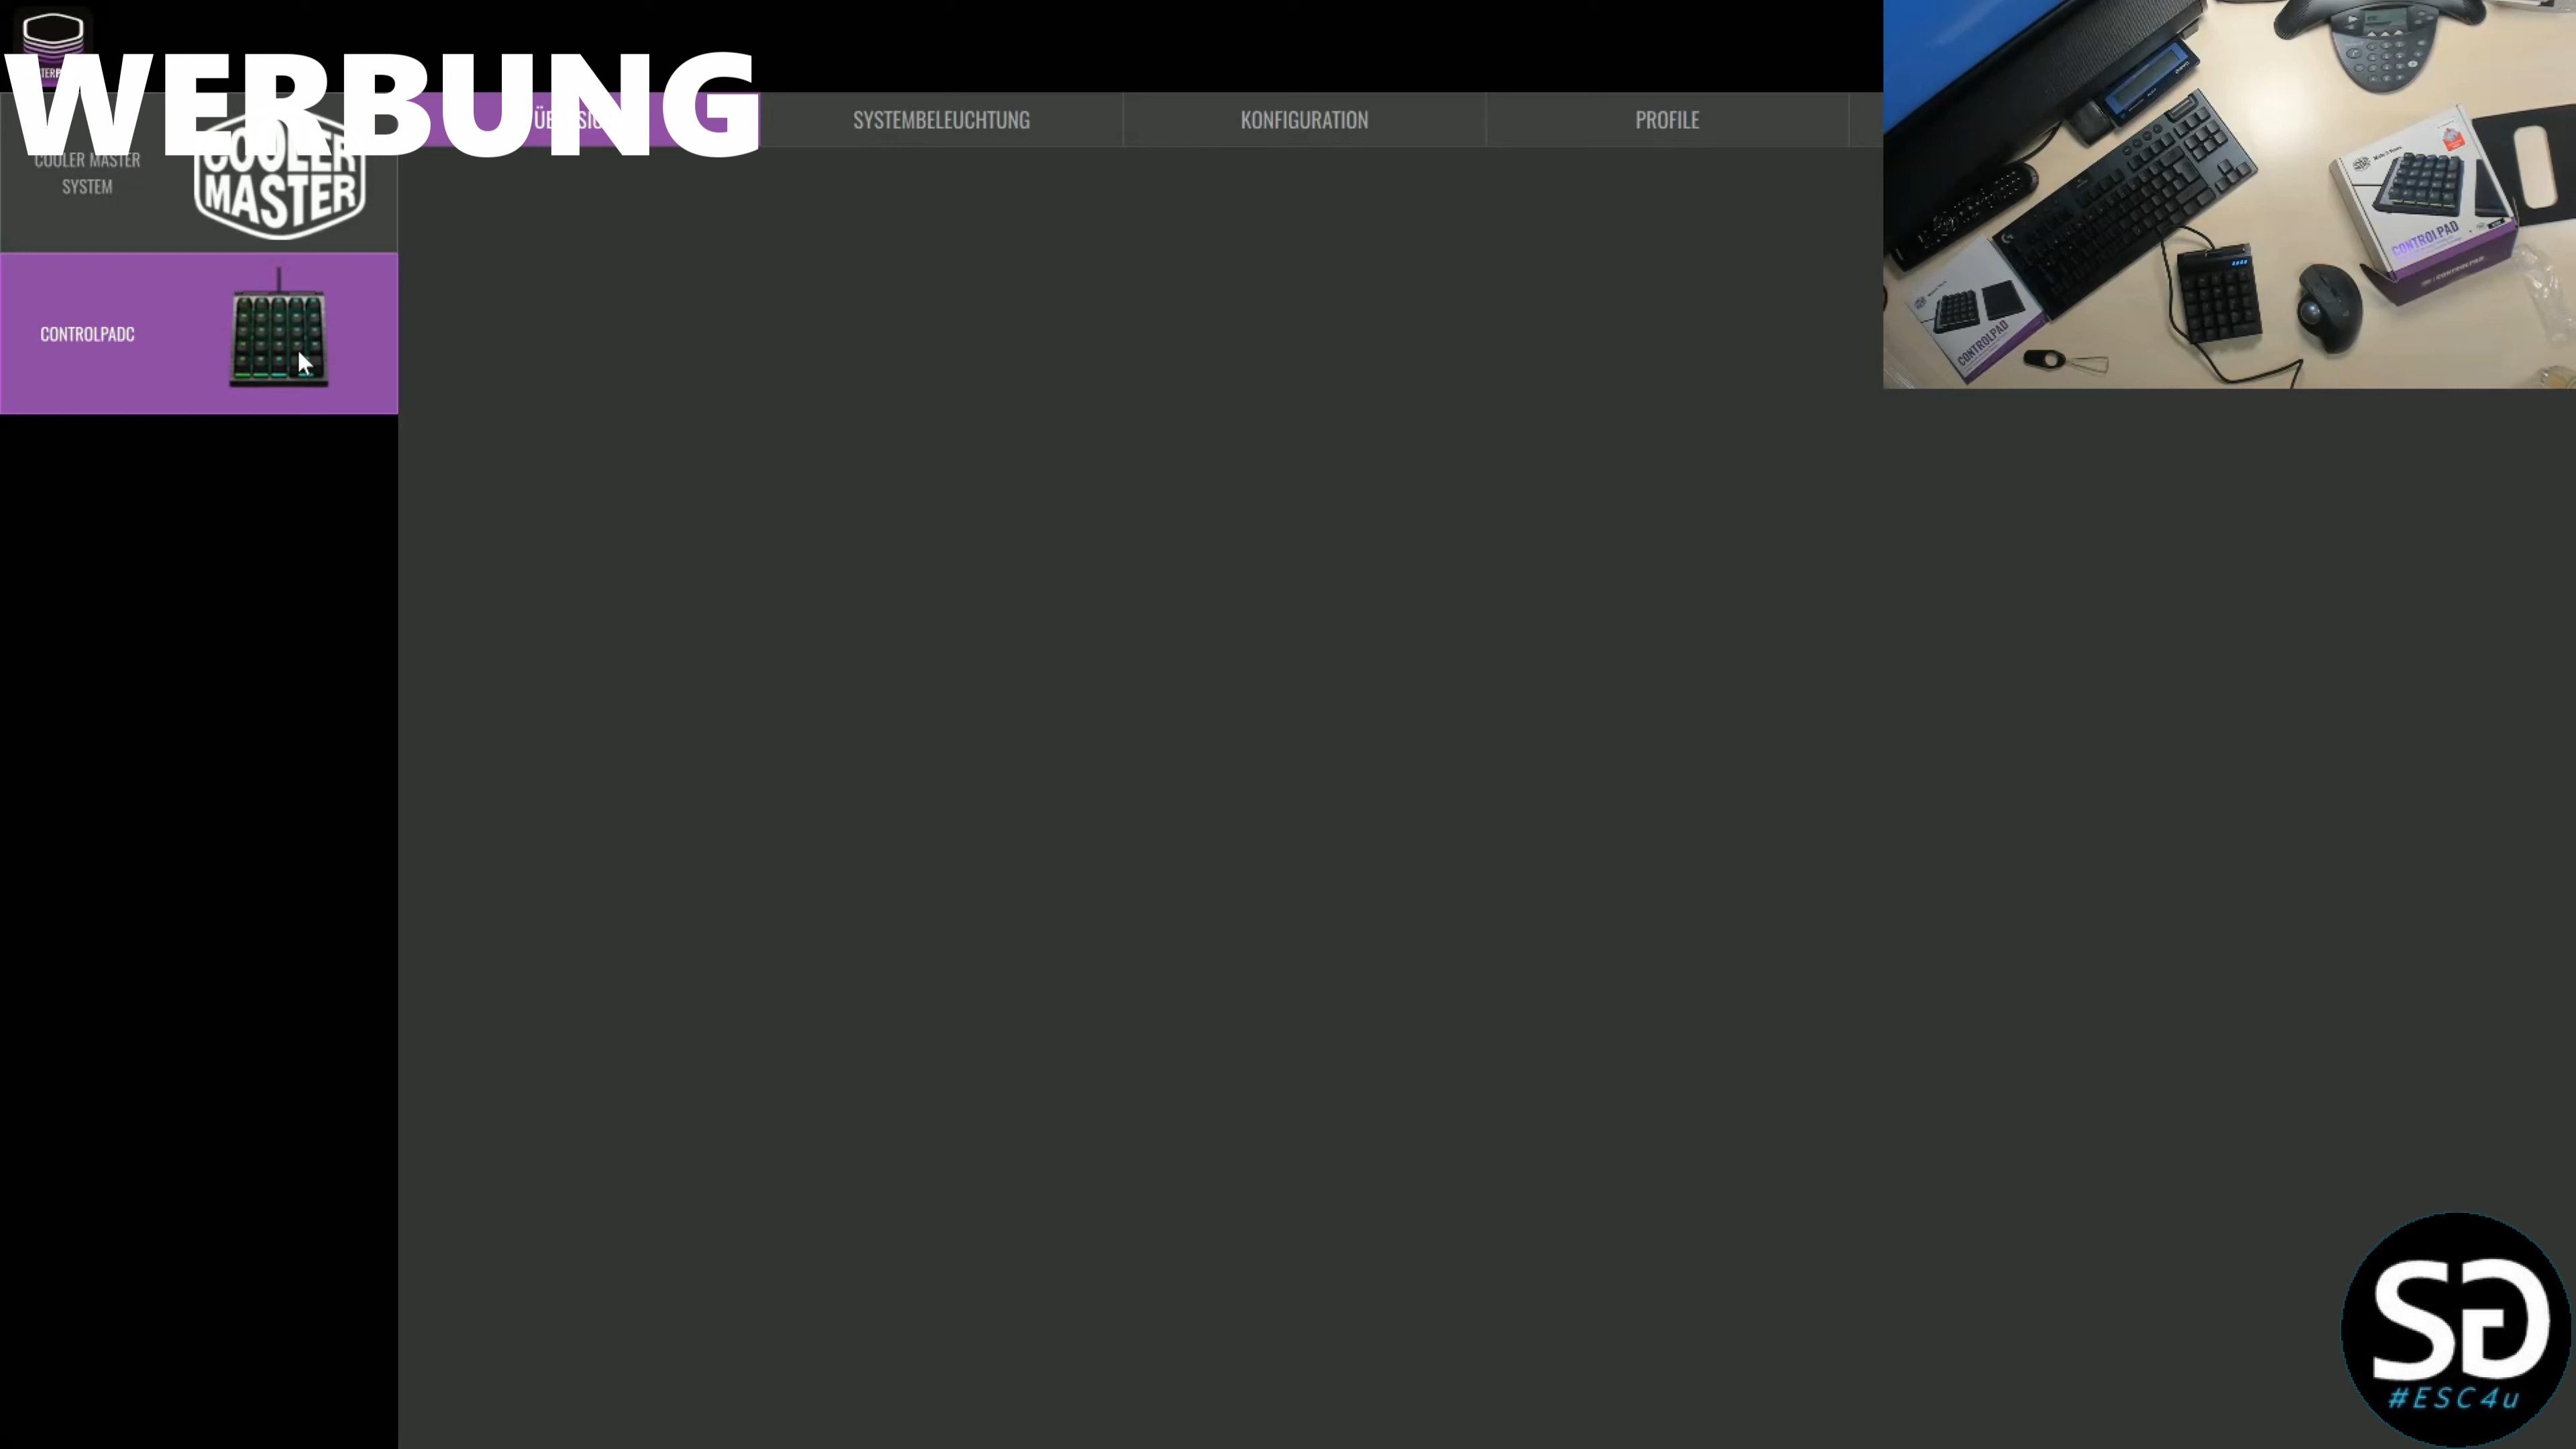 WERBUNG
SYSTEMBELEUCHTUNG
KONFIGURATION
PROFILE
COOLER MASTER
SYSTEM
COOLER
MASTER
CONTROLPADC
CONTROLPAD
CONTROLPAD
SG
#ESC4u